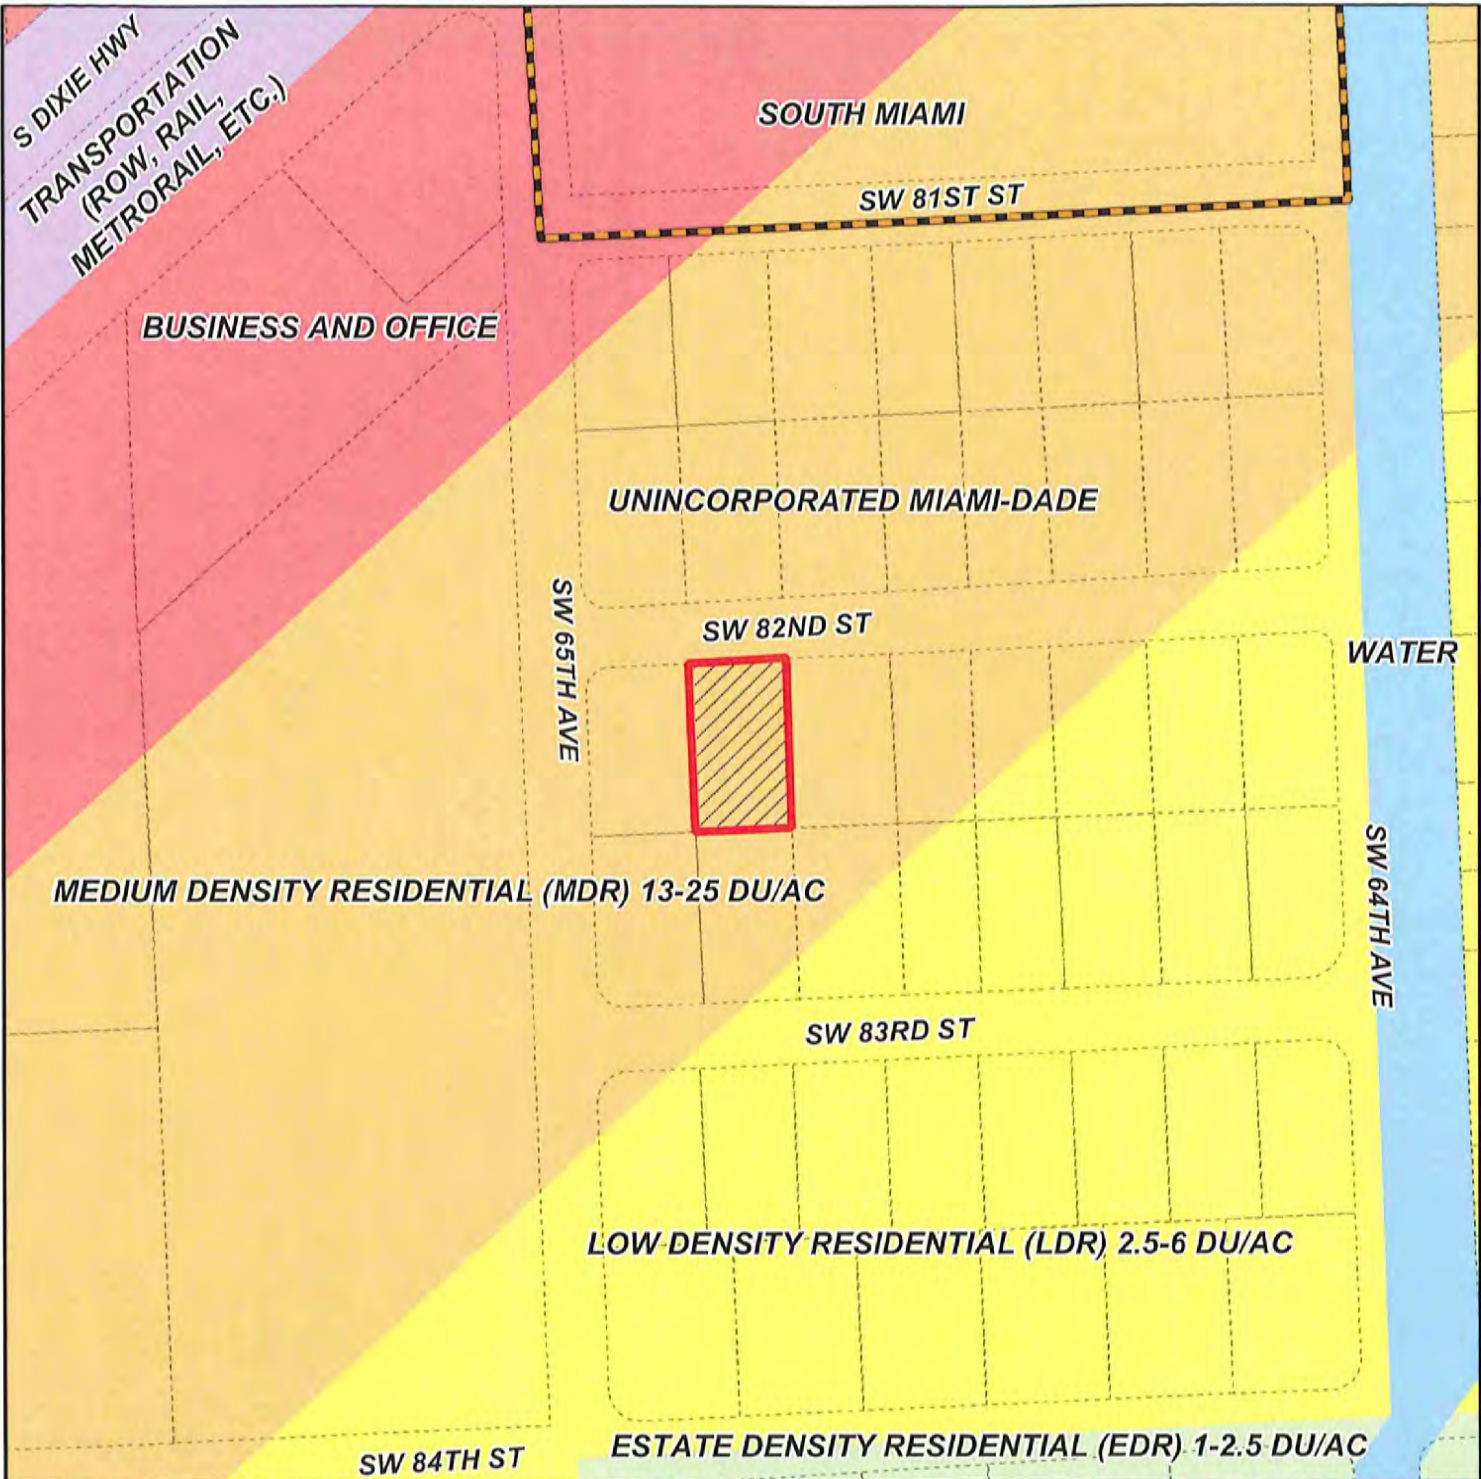 S DIXIE HWY
TRANSPORTATION
(ROW, RAIL,
METRORAIL, ETC.)
SOUTH MIAMI
SW 81ST ST
BUSINESS AND OFFICE
UNINCORPORATED MIAMI-DADE
SW 65TH AVE
SW 82ND ST
WATER
MEDIUM DENSITY RESIDENTIAL (MDR) 13-25 DU/AC
SW 64TH AVE
SW 83RD ST
LOW DENSITY RESIDENTIAL (LDR) 2.5-6 DU/AC
SW 84TH ST
ESTATE DENSITY RESIDENTIAL (EDR) 1-2.5 DU/AC